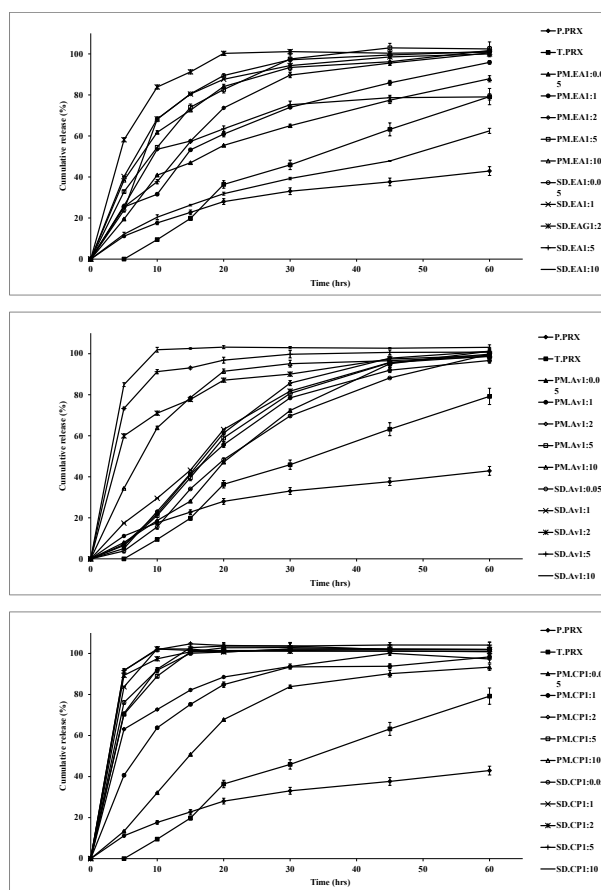 120
100
80
60
40
20
0
Cumulative release (%)
0 10 20 30 40 50 60
Time (hrs)
P.PRX
T.PRX
PM.EA1:0.0
5
PM.EA1:1
PM.EA1:2
PM.EA1:5
PM.EA1:10
SD.EA1:0.0
5
SD.EA1:1
SD.EAG1:2
SD.EA1:5
SD.EA1:10
120
100
80
60
40
20
0
Cumulative release (%)
0 10 20 30 40 50 60
Time (hrs)
P.PRX
T.PRX
PM.Av1:0.0
5
PM.Av1:1
PM.Av1:2
PM.Av1:5
PM.Av1:10
SD.Av1:0.05
SD.Av1:1
SD.Av1:2
SD.Av1:5
SD.Av1:10
120
100
80
60
40
20
0
Cumulative release (%)
0 10 20 30 40 50 60
Time (hrs)
P.PRX
T.PRX
PM.CP1:0.0
5
PM.CP1:1
PM.CP1:2
PM.CP1:5
PM.CP1:10
SD.CP1:0.0
SD.CP1:1
SD.CP1:2
SD.CP1:5
SD.CP1:10